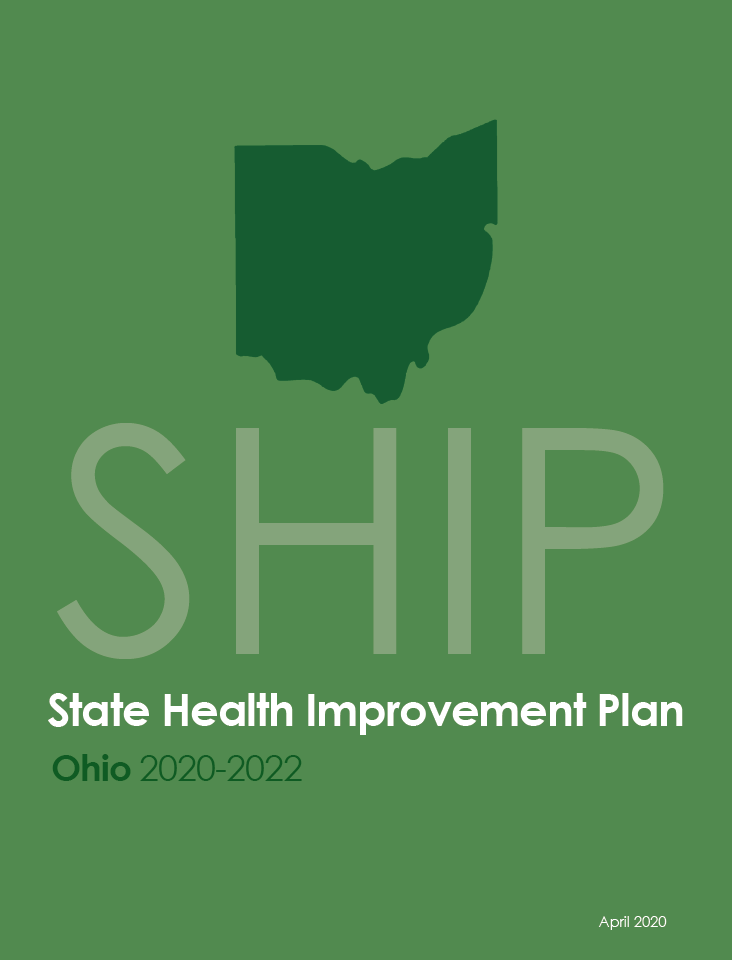 SHIP
State Health Improvement Plan
Ohio 2020-2022
April 2020